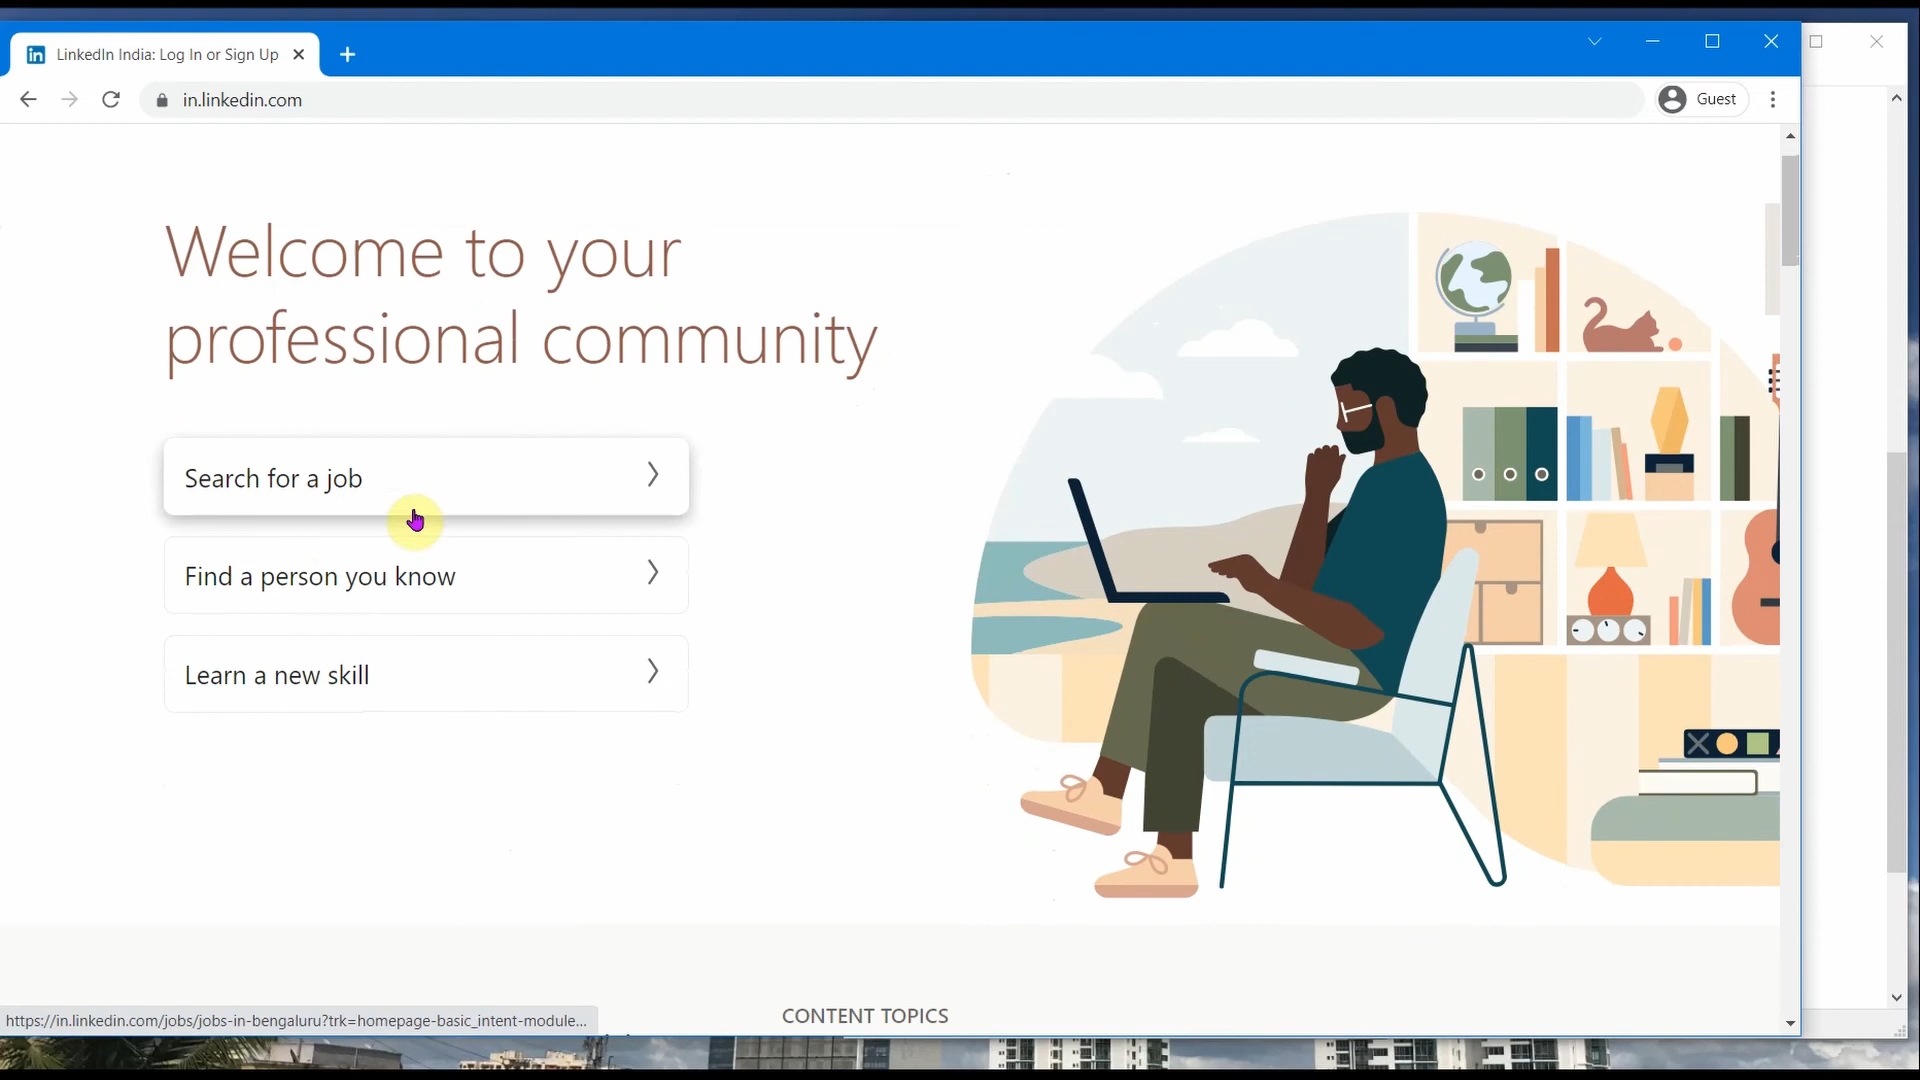 in LinkedIn India: Log In or Sign Up
in.linkedin.com
Guest
Welcome to your
professional community
Search for a job
Find a person you know
Learn a new skill
CONTENT TOPICS
https://in.linkedin.com/jobs/jobs-in-bengaluru?trk=homepage-basic_intent-module...